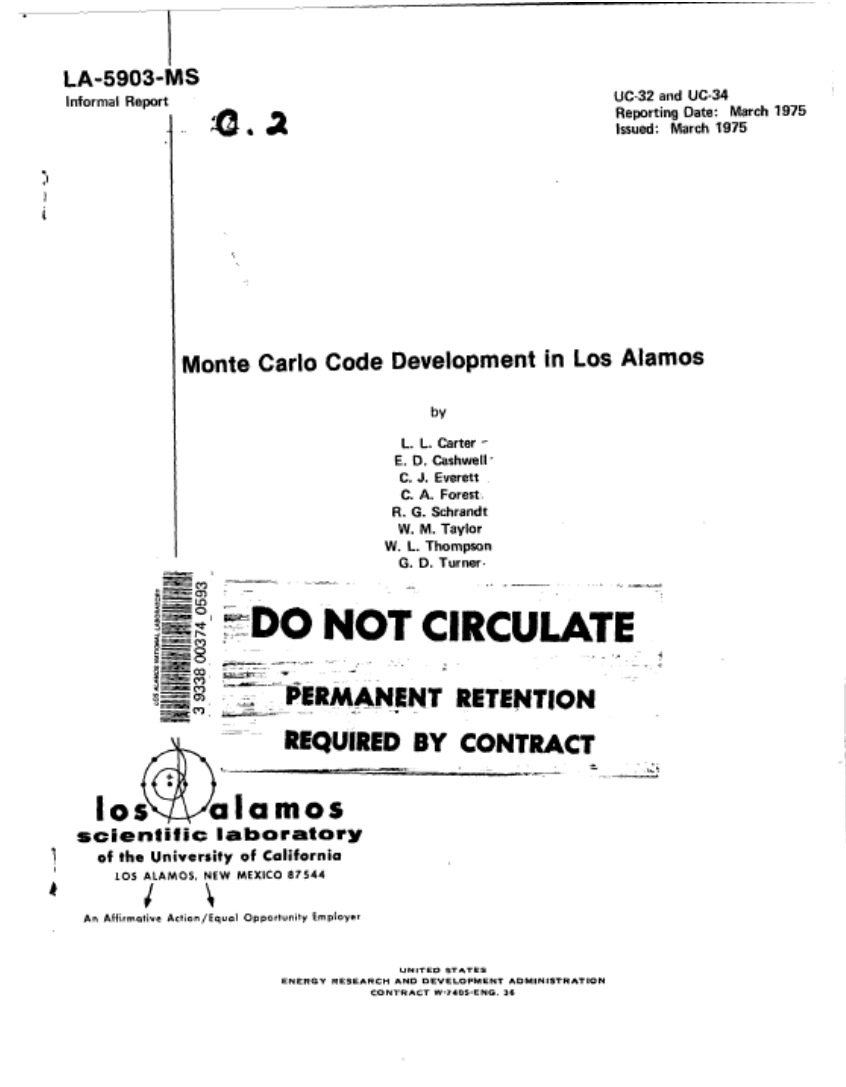 LA-5903-MS
Informal Report
C.2
UC-32 and UC-34
Reporting Date: March 1975
Issued: March 1975
Monte Carlo Code Development in Los Alamos
by
L. L. Carter
E. D. Cashwell
C. J. Everett
C. A. Forest
R. G. Schrandt
W. M. Taylor
W. L. Thompson
G. D. Turner
LOS ALAMOS NATIONAL LABORATORY
3 9338 00374 0593
DO NOT CIRCULATE
PERMANENT RETENTION
REQUIRED BY CONTRACT
los alamos
scientific laboratory
of the University of California
LOS ALAMOS, NEW MEXICO 87544
An Affirmative Action/Equal Opportunity Employer
UNITED STATES
ENERGY RESEARCH AND DEVELOPMENT ADMINISTRATION
CONTRACT W-7405-ENG. 36